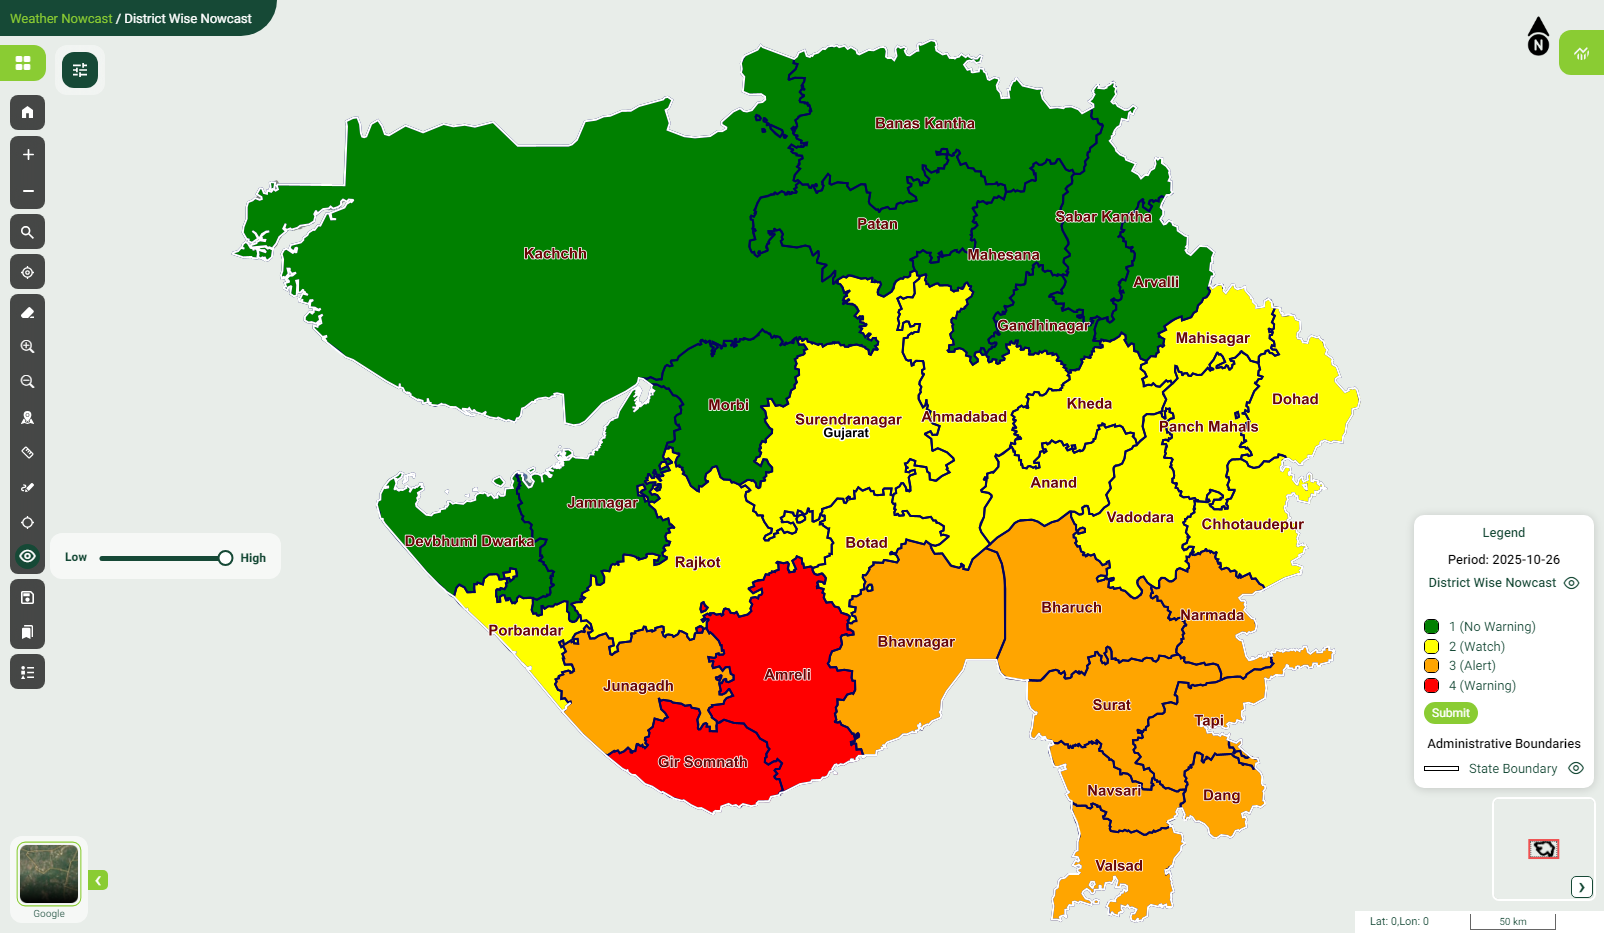 Weather Nowcast / District Wise Nowcast
N
Banas Kantha
Patan
Sabar Kantha
Kachchh
Mahesana
Arvalli
Gandhinagar
Mahisagar
Morbi
Surendranagar
Gujarat
Ahmadabad
Kheda
Dohad
Panch Mahals
Anand
Jamnagar
Vadodara
Chhotaudepur
Devbhumi Dwarka
Botad
Rajkot
Low
High
Bharuch
Narmada
Porbandar
Bhavnagar
Amreli
Junagadh
Surat
Tapi
Gir Somnath
Navsari
Dang
Valsad
Legend
Period: 2025-10-26
District Wise Nowcast
1 (No Warning)
2 (Watch)
3 (Alert)
4 (Warning)
Submit
Administrative Boundaries
State Boundary
Google
Lat: 0,Lon: 0
50 km